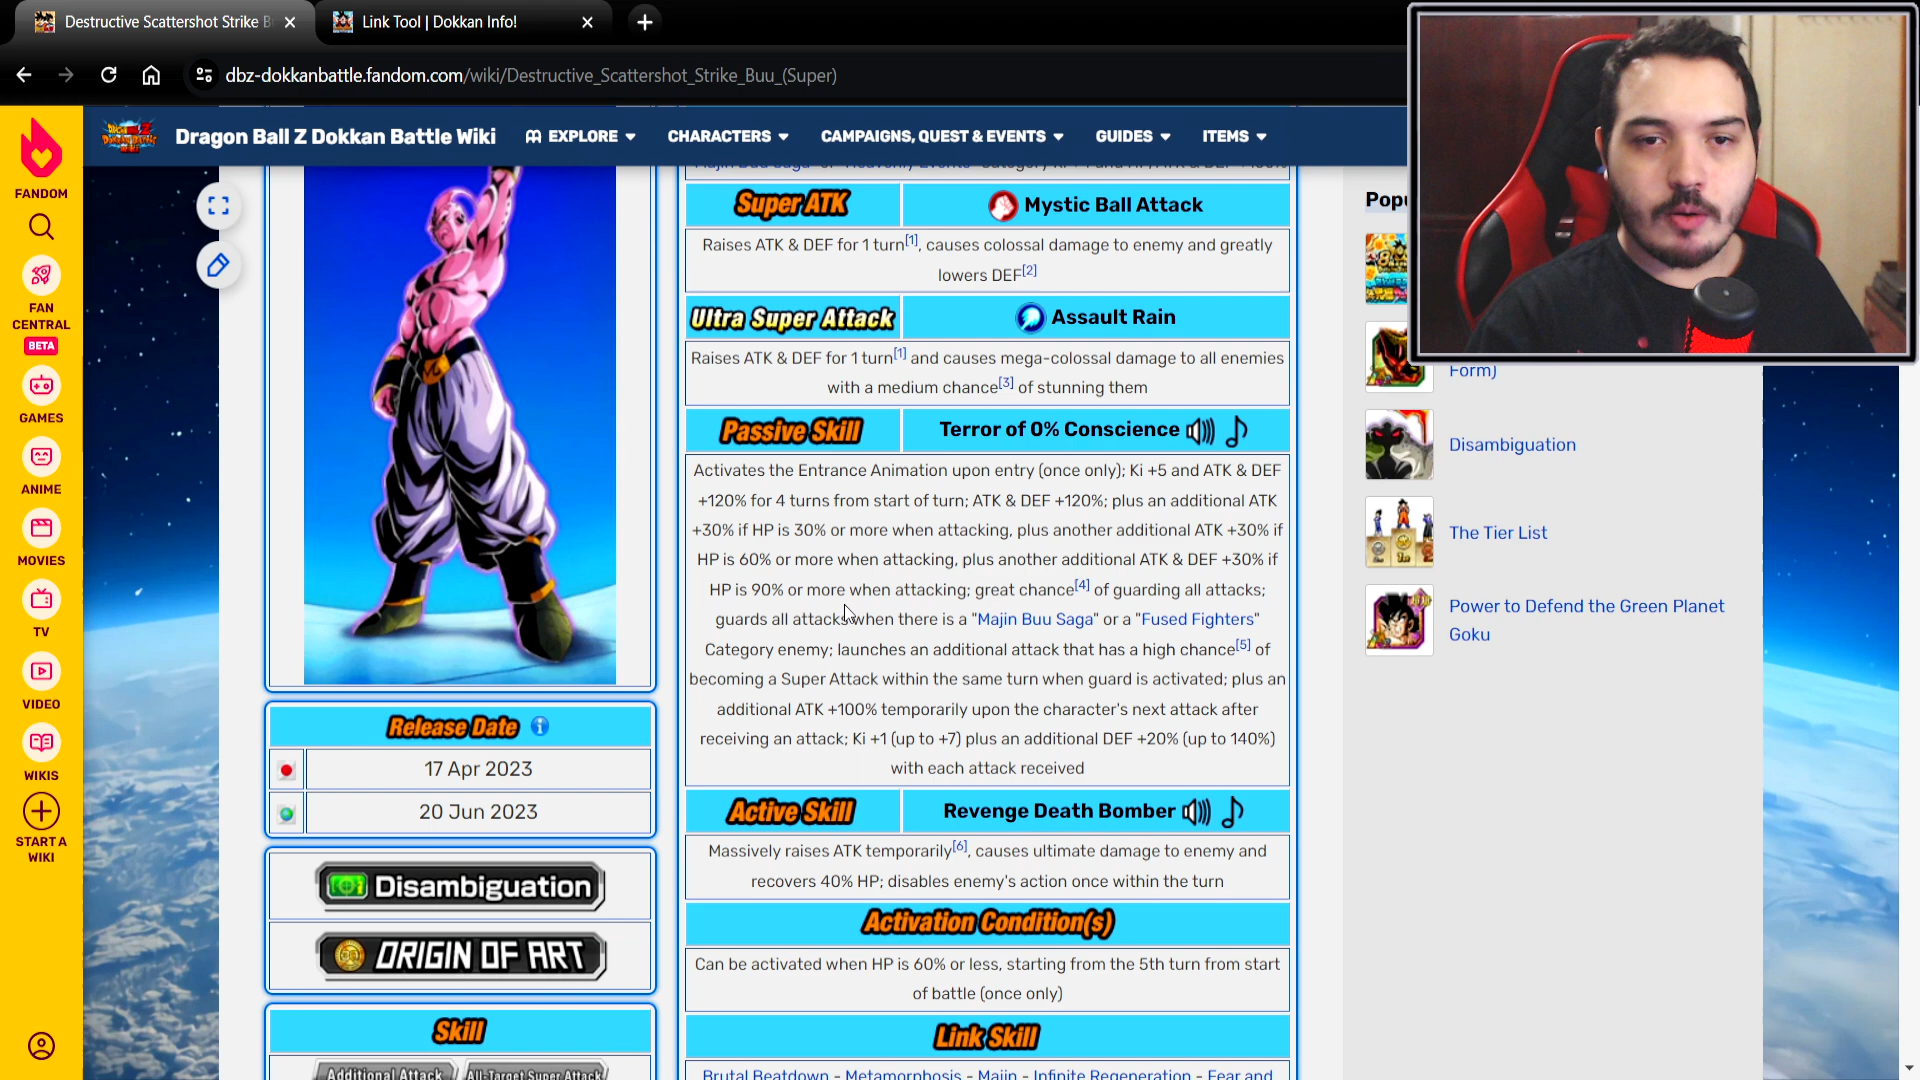 Destructive Scattershot Strike B
Link Tool | Dokkan Info!
dbz-dokkanbattle.fandom.com/wiki/Destructive_Scattershot_Strike_Buu_(Super)
Dragon Ball Z Dokkan Battle Wiki
EXPLORE
CHARACTERS
CAMPAIGNS, QUEST & EVENTS
GUIDES
ITEMS
FANDOM
FAN
CENTRAL
BETA
GAMES
ANIME
MOVIES
TV
VIDEO
WIKIS
START A
WIKI
Super ATK
Mystic Ball Attack
Raises ATK & DEF for 1 turn[1], causes colossal damage to enemy and greatly
lowers DEF[2]
Ultra Super Attack
Assault Rain
Raises ATK & DEF for 1 turn[1] and causes mega-colossal damage to all enemies
with a medium chance[3] of stunning them
Passive Skill
Terror of 0% Conscience
Activates the Entrance Animation upon entry (once only); Ki +5 and ATK & DEF
+120% for 4 turns from start of turn; ATK & DEF +120%; plus an additional ATK
+30% if HP is 30% or more when attacking, plus another additional ATK +30% if
HP is 60% or more when attacking, plus another additional ATK & DEF +30% if
HP is 90% or more when attacking; great chance[4] of guarding all attacks;
guards all attacks when there is a "Majin Buu Saga" or a "Fused Fighters"
Category enemy; launches an additional attack that has a high chance[5] of
becoming a Super Attack within the same turn when guard is activated; plus an
additional ATK +100% temporarily upon the character's next attack after
receiving an attack; Ki +1 (up to +7) plus an additional DEF +20% (up to 140%)
with each attack received
Active Skill
Revenge Death Bomber
Massively raises ATK temporarily[6], causes ultimate damage to enemy and
recovers 40% HP; disables enemy's action once within the turn
Activation Condition(s)
Can be activated when HP is 60% or less, starting from the 5th turn from start
of battle (once only)
Link Skill
Brutal Beatdown - Metamorphosis - Majin - Infinite Regeneration - Fear and
Release Date
17 Apr 2023
20 Jun 2023
Disambiguation
ORIGIN OF ART
Skill
Additional Attack
All-Target Super Attack
Popu
Form)
Disambiguation
The Tier List
Power to Defend the Green Planet
Goku